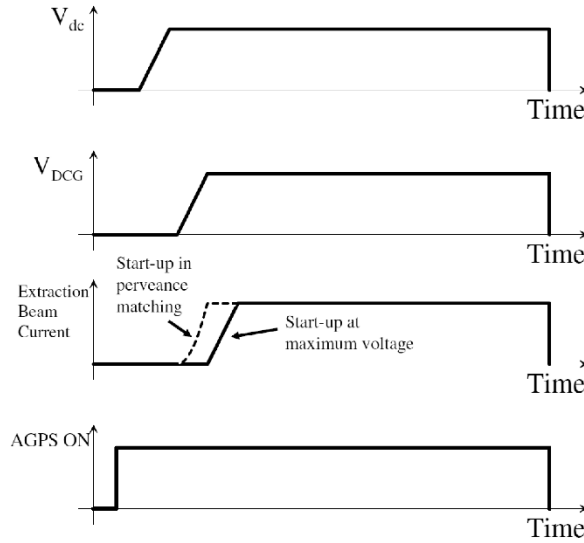 V_dc
Time
V_DCG
Time
Start-up in
perveance
matching
Extraction
Beam
Current
Start-up at
maximum voltage
Time
AGPS ON
Time